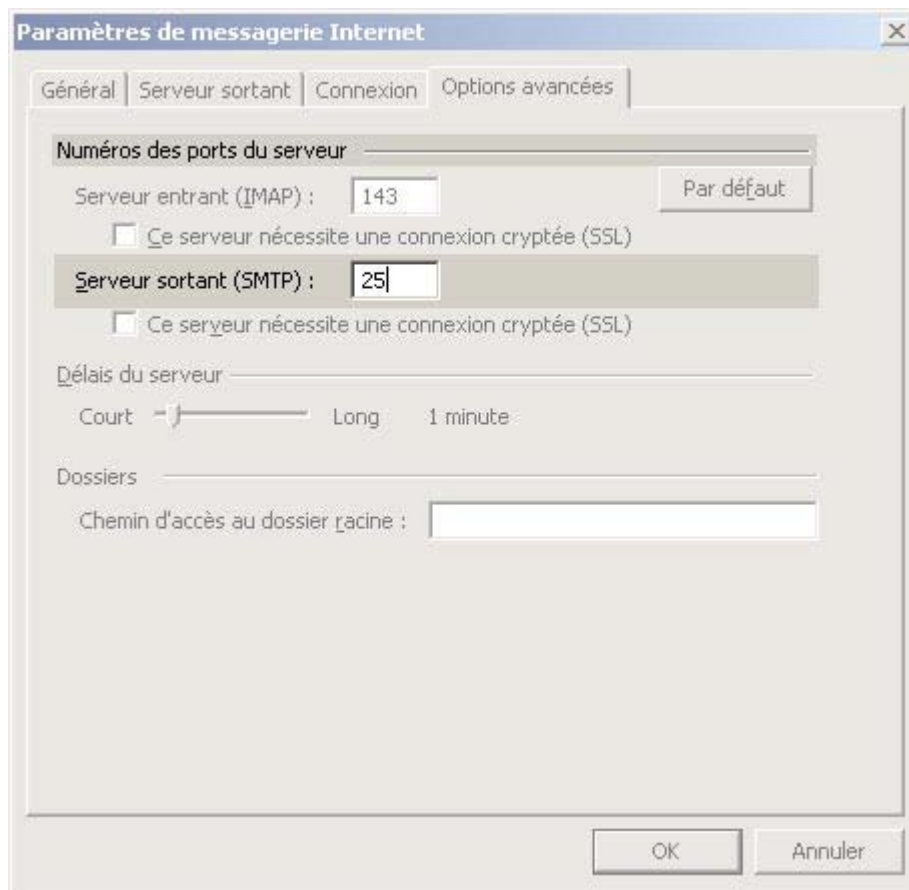 Paramètres de messagerie Internet
Général Serveur sortant Connexion Options avancées
Numéros des ports du serveur
Serveur entrant (IMAP) : 143 Par défaut
Ce serveur nécessite une connexion cryptée (SSL)
Serveur sortant (SMTP) : 25
Ce serveur nécessite une connexion cryptée (SSL)
Délais du serveur
Court Long 1 minute
Dossiers
Chemin d'accès au dossier racine :
OK Annuler